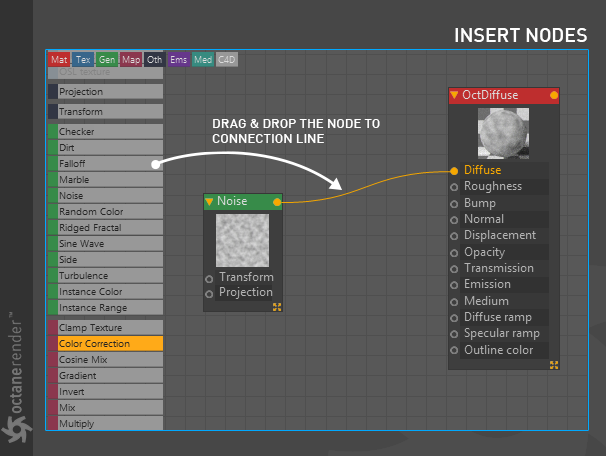 INSERT NODES
Mat Tex Gen Map Oth Ems Med C4D
OSL texture
Projection
Transform
Checker
Dirt
Falloff
Marble
Noise
Random Color
Ridged Fractal
Sine Wave
Side
Turbulence
Instance Color
Instance Range
Clamp Texture
Color Correction
Cosine Mix
Gradient
Invert
Mix
Multiply
DRAG & DROP THE NODE TO
CONNECTION LINE
Noise
Transform
Projection
OctDiffuse
Diffuse
Roughness
Bump
Normal
Displacement
Opacity
Transmission
Emission
Medium
Diffuse ramp
Specular ramp
Outline color
octanerender™